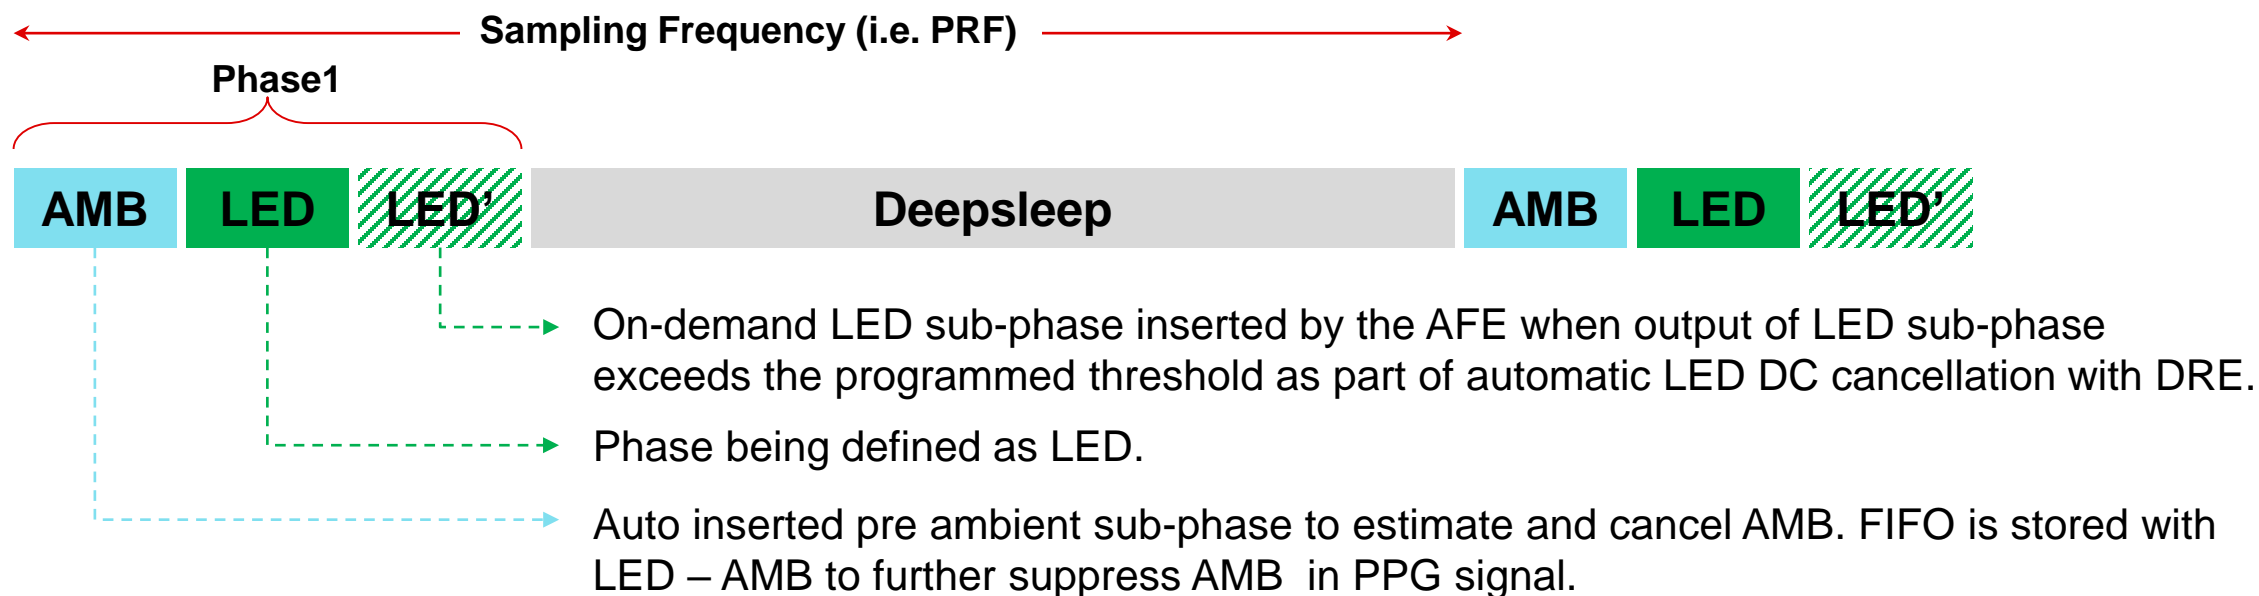 Sampling Frequency (i.e. PRF)
Phase1
AMB LED LED’ Deepsleep AMB LED LED’
On-demand LED sub-phase inserted by the AFE when output of LED sub-phase
exceeds the programmed threshold as part of automatic LED DC cancellation with DRE.
Phase being defined as LED.
Auto inserted pre ambient sub-phase to estimate and cancel AMB. FIFO is stored with
LED – AMB to further suppress AMB in PPG signal.